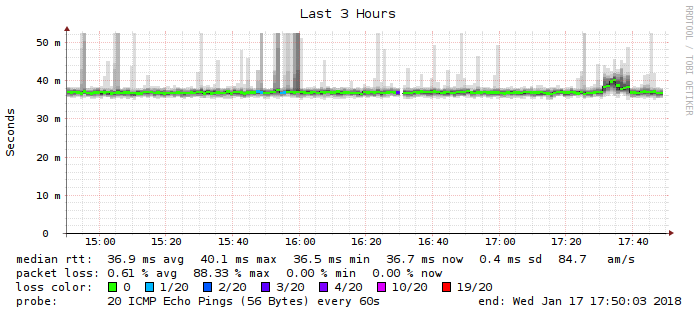 Last 3 Hours
RRDTOOL / TOBI OETIKER
Seconds
50 m
40 m
30 m
20 m
10 m
0
15:00 15:20 15:40 16:00 16:20 16:40 17:00 17:20 17:40
median rtt: 36.9 ms avg 40.1 ms max 36.5 ms min 36.7 ms now 0.4 ms sd 84.7 am/s
packet loss: 0.61 % avg 88.33 % max 0.00 % min 0.00 % now
loss color: 0 1/20 2/20 3/20 4/20 10/20 19/20
probe: 20 ICMP Echo Pings (56 Bytes) every 60s end: Wed Jan 17 17:50:03 2018